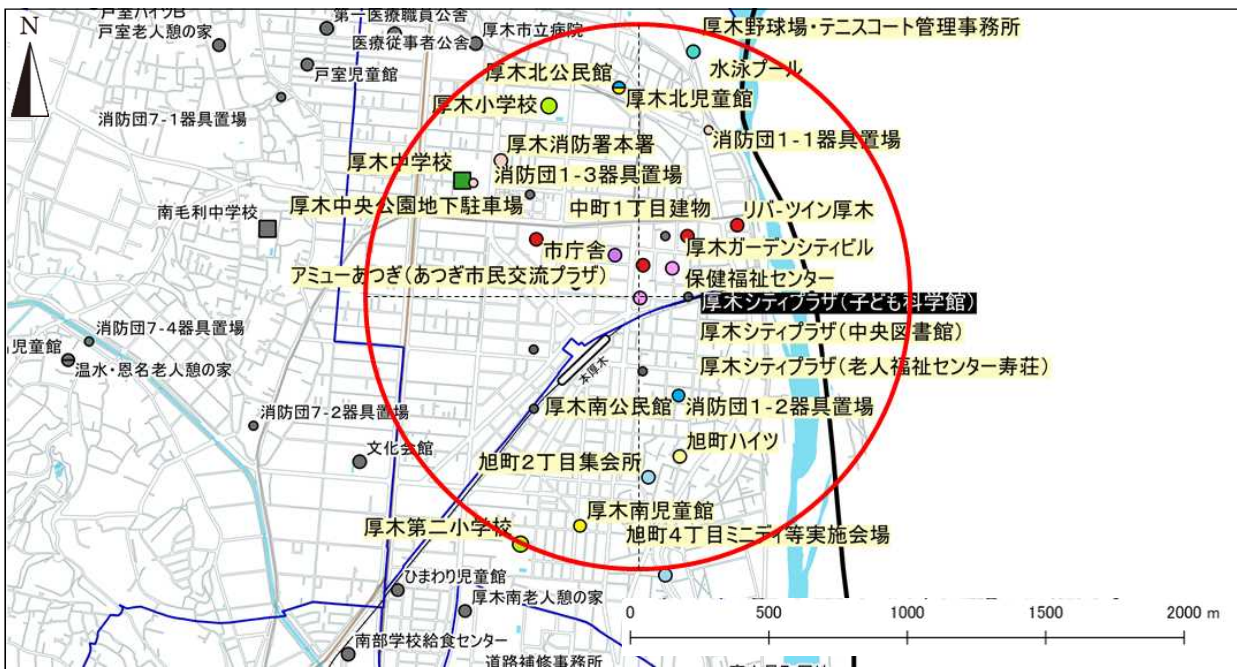 戸室ハイツB
第一医療職員公舎
厚木野球場・テニスコート管理事務所
N
戸室老人憩の家
医療従事者公舎
厚木市立病院
水泳プール
戸室児童館
厚木北公民館
厚木小学校
厚木北児童館
消防団7-1器具置場
厚木消防署本署
消防団1-1器具置場
厚木中学校
消防団1-3器具置場
南毛利中学校
厚木中央公園地下駐車場
中町1丁目建物
リバーツイン厚木
市庁舎
厚木ガーデンシティビル
アミューあつぎ(あつぎ市民交流プラザ)
保健福祉センター
厚木シティプラザ(子ども科学館)
消防団7-4器具置場
厚木シティプラザ(中央図書館)
児童館
温水・恩名老人憩の家
本厚木
厚木シティプラザ(老人福祉センター寿荘)
消防団7-2器具置場
厚木南公民館
消防団1-2器具置場
文化会館
旭町ハイツ
旭町2丁目集会所
厚木南児童館
厚木第二小学校
旭町4丁目ミニデイ等実施会場
ひまわり児童館
厚木南老人憩の家
0 500 1000 1500 2000 m
南部学校給食センター
道路補修事務所